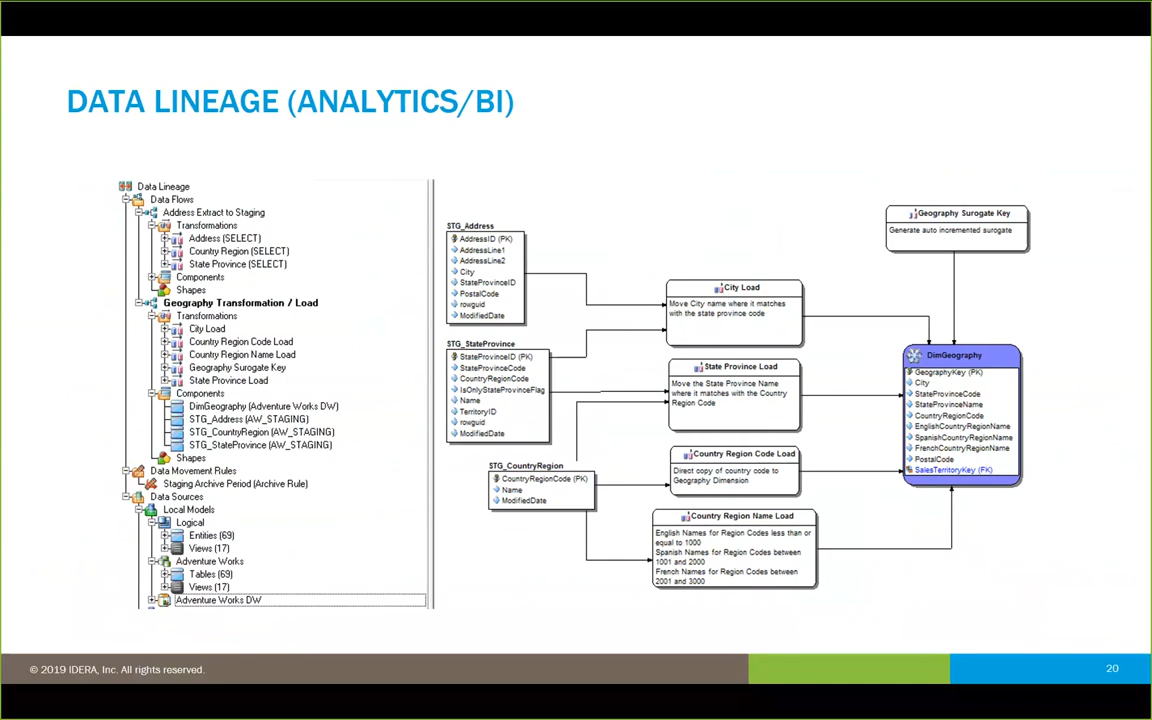 DATA LINEAGE (ANALYTICS/BI)
Data Lineage
Data Flows
Address Extract to Staging
Transformations
Address (SELECT)
Country Region (SELECT)
State Province (SELECT)
Components
Shapes
Geography Transformation / Load
Transformations
City Load
Country Region Code Load
Country Region Name Load
Geography Surogate Key
State Province Load
Components
DimGeography (Adventure Works DW)
STG_Address (AW_STAGING)
STG_CountryRegion (AW_STAGING)
STG_StateProvince (AW_STAGING)
Shapes
Data Movement Rules
Staging Archive Period (Archive Rule)
Data Sources
Local Models
Logical
Entities (69)
Views (17)
Adventure Works
Tables (69)
Views (17)
Adventure Works DW
STG_Address
AddressID (PK)
AddressLine1
AddressLine2
City
StateProvinceID
PostalCode
rowguid
ModifiedDate
STG_StateProvince
StateProvinceID (PK)
StateProvinceCode
CountryRegionCode
IsOnlyStateProvinceFlag
Name
TerritoryID
rowguid
ModifiedDate
STG_CountryRegion
CountryRegionCode (PK)
Name
ModifiedDate
City Load
Move City name where it matches
with the state province code
State Province Load
Move the State Province Name
where it matches with the Country
Region Code
Country Region Code Load
Direct copy of country code to
Geography Dimension
Country Region Name Load
English Names for Region Codes less than or
equal to 1000
Spanish Names for Region Codes between
1001 and 2000
French Names for Region Codes between
2001 and 3000
Geography Surogate Key
Generate auto incremented surogate
DimGeography
GeographyKey (PK)
City
StateProvinceCode
StateProvinceName
CountryRegionCode
EnglishCountryRegionName
SpanishCountryRegionName
FrenchCountryRegionName
PostalCode
SalesTerritoryKey (FK)
© 2019 IDERA, Inc. All rights reserved.
20